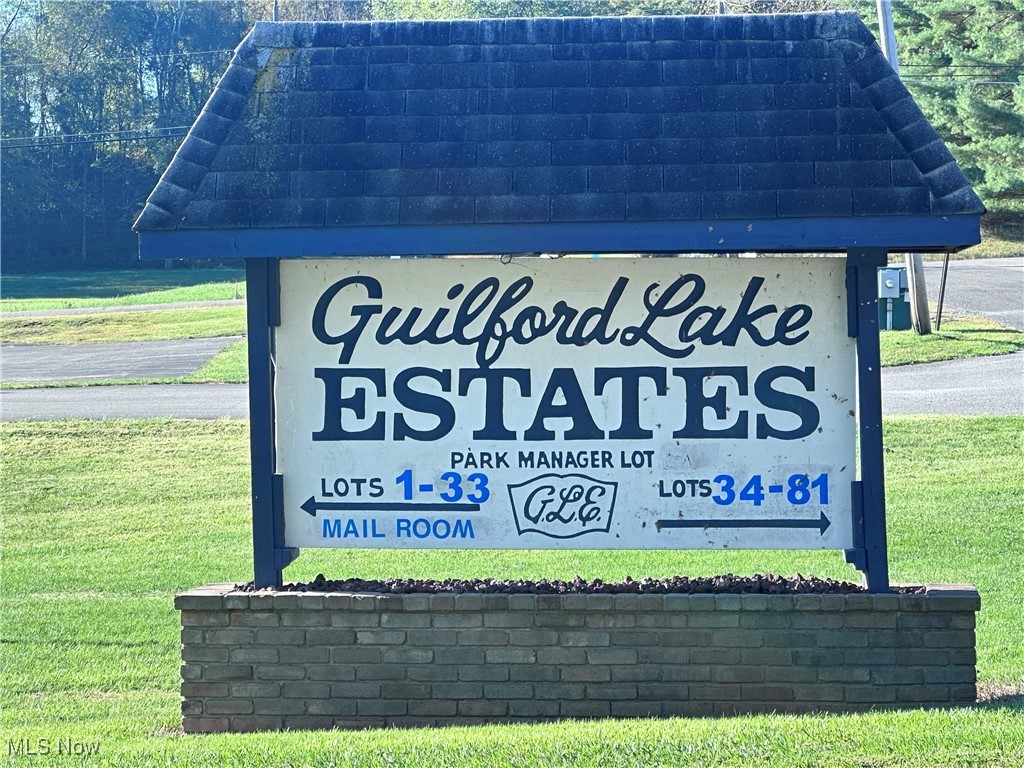 Guilford Lake
ESTATES
PARK MANAGER LOT
LOTS 1-33
MAIL ROOM
G.L.E.
LOTS 34-81
MLS Now